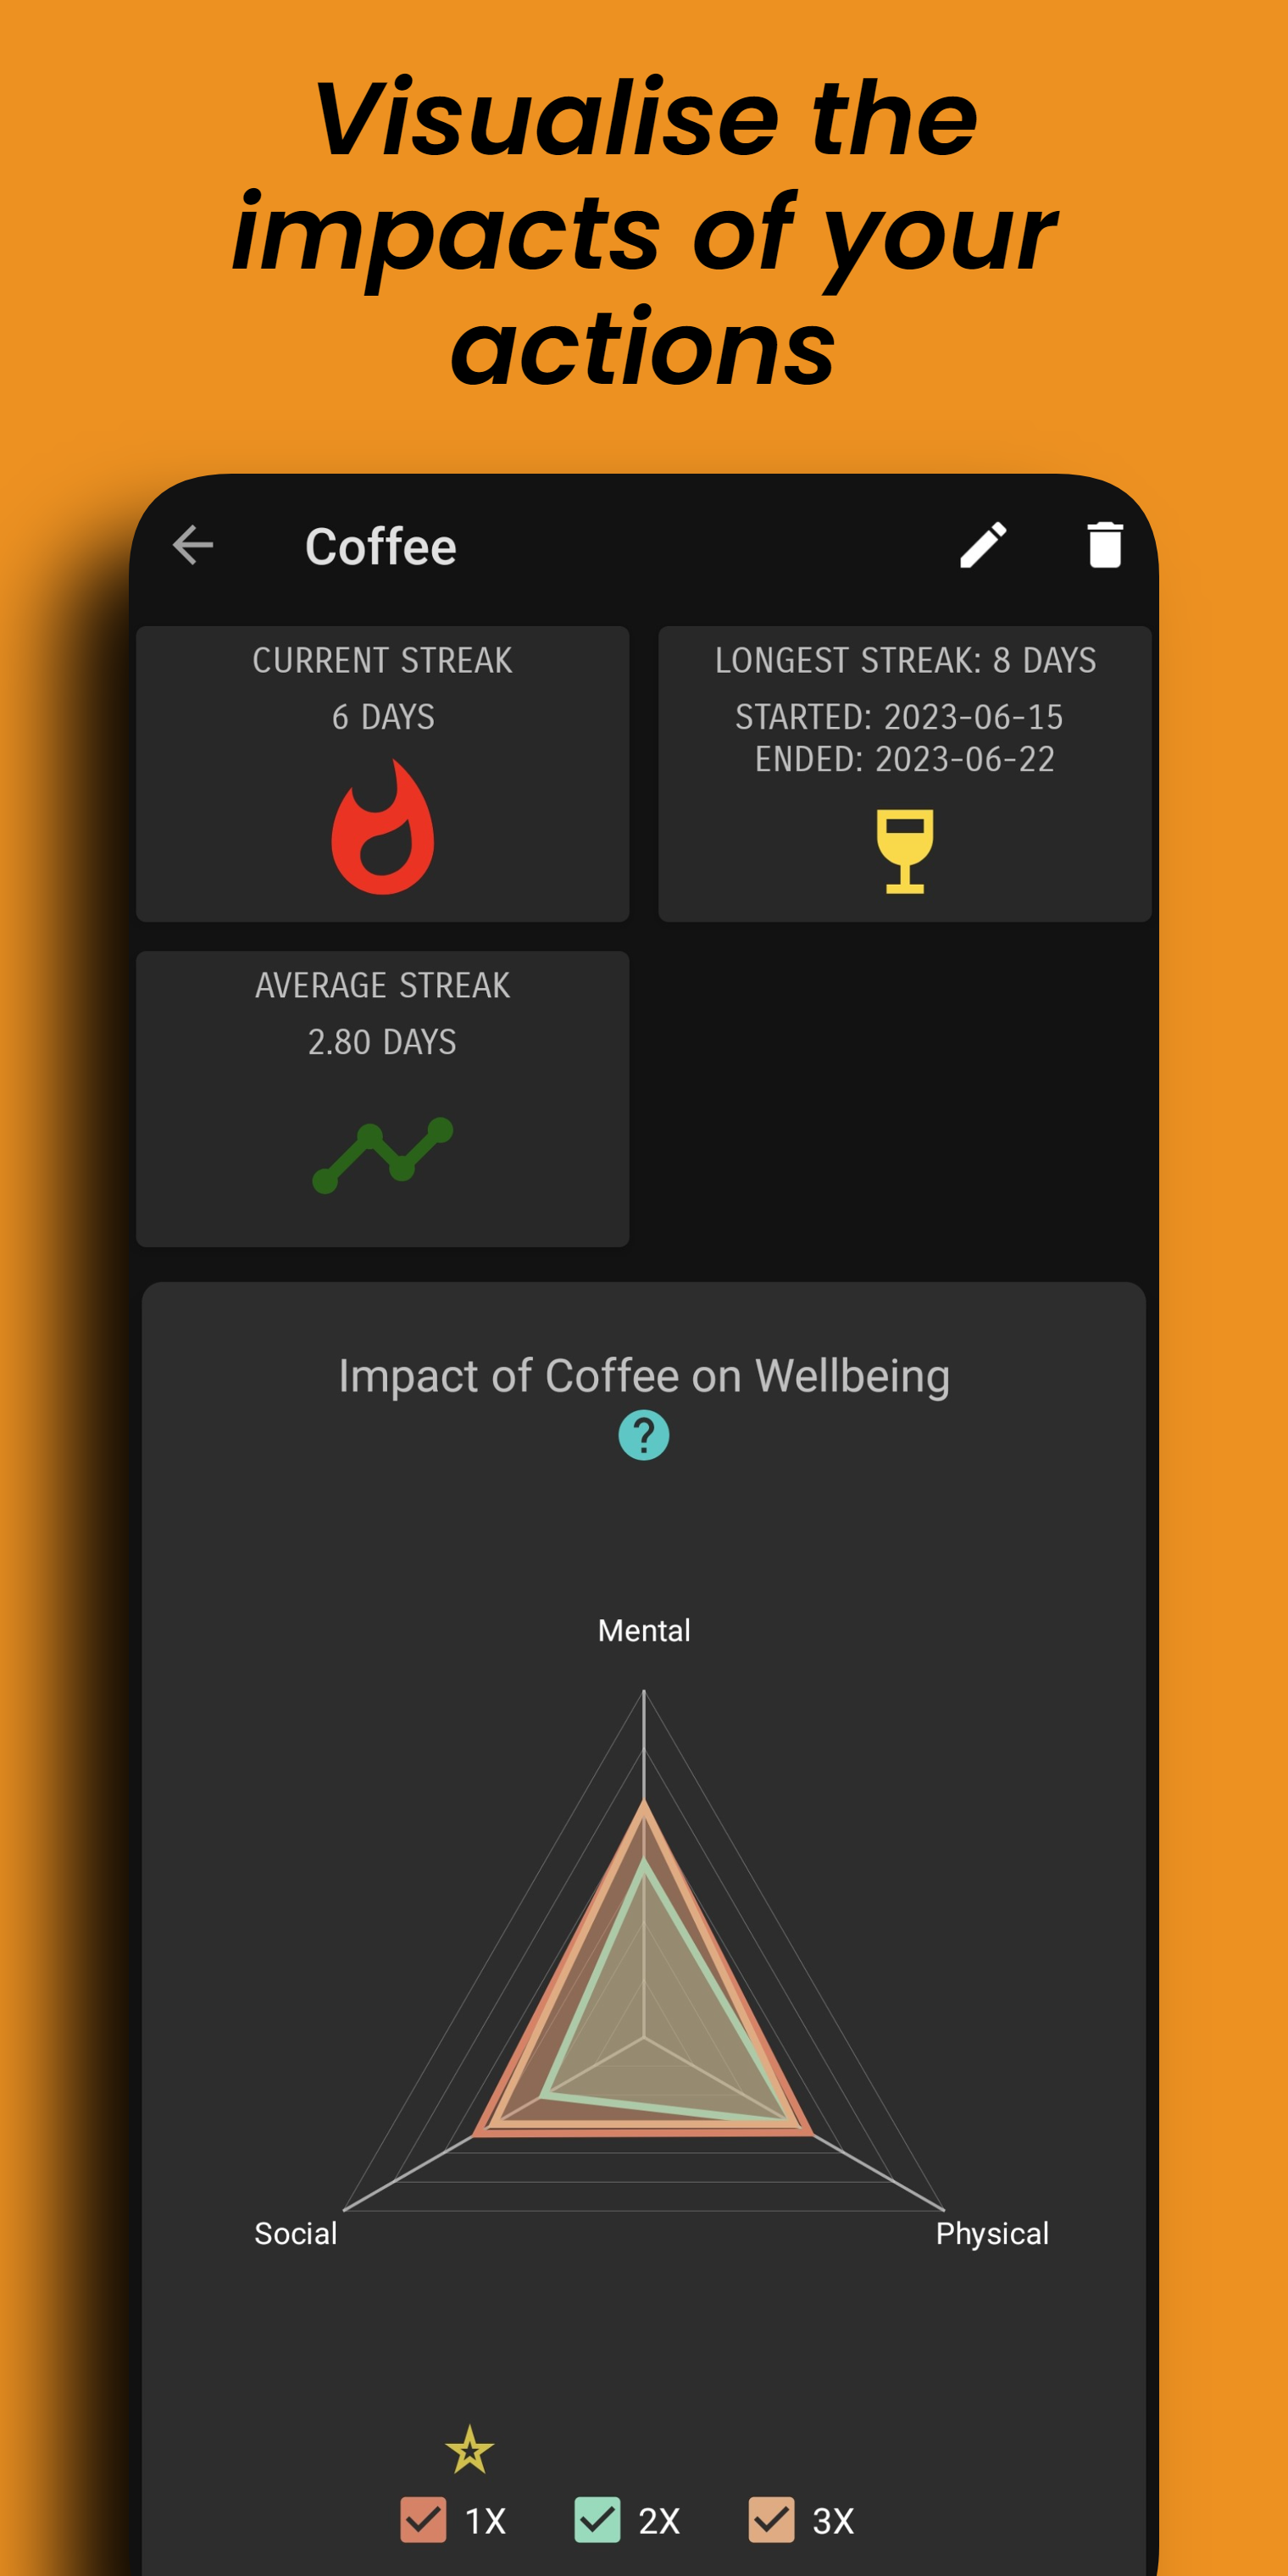 Visualise the
impacts of your
actions
Coffee
CURRENT STREAK
6 DAYS
LONGEST STREAK: 8 DAYS
STARTED: 2023-06-15
ENDED: 2023-06-22
AVERAGE STREAK
2.80 DAYS
Impact of Coffee on Wellbeing
?
Mental
Social
Physical
1X
2X
3X